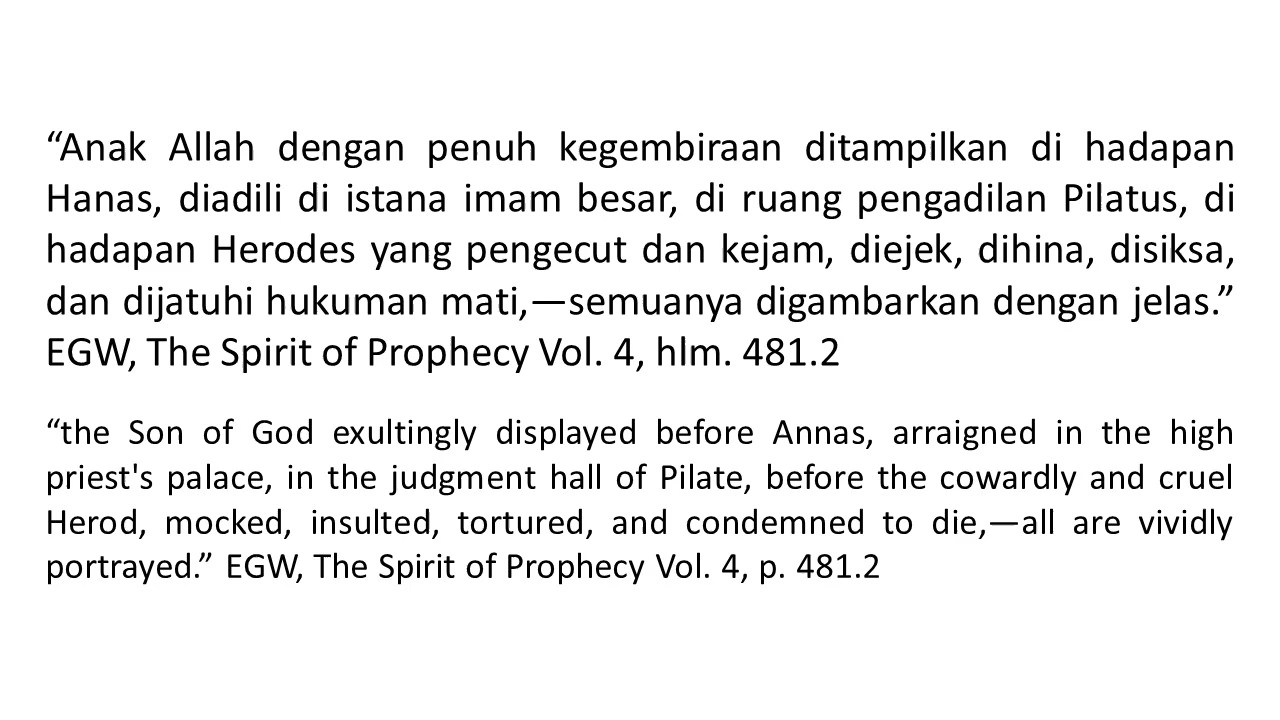 “Anak Allah dengan penuh kegembiraan ditampilkan di hadapan
Hanas, diadili di istana imam besar, di ruang pengadilan Pilatus, di
hadapan Herodes yang pengecut dan kejam, diejek, dihina, disiksa,
dan dijatuhi hukuman mati,—semuanya digambarkan dengan jelas.”
EGW, The Spirit of Prophecy Vol. 4, hlm. 481.2
“the Son of God exultingly displayed before Annas, arraigned in the high
priest's palace, in the judgment hall of Pilate, before the cowardly and cruel
Herod, mocked, insulted, tortured, and condemned to die,—all are vividly
portrayed.” EGW, The Spirit of Prophecy Vol. 4, p. 481.2